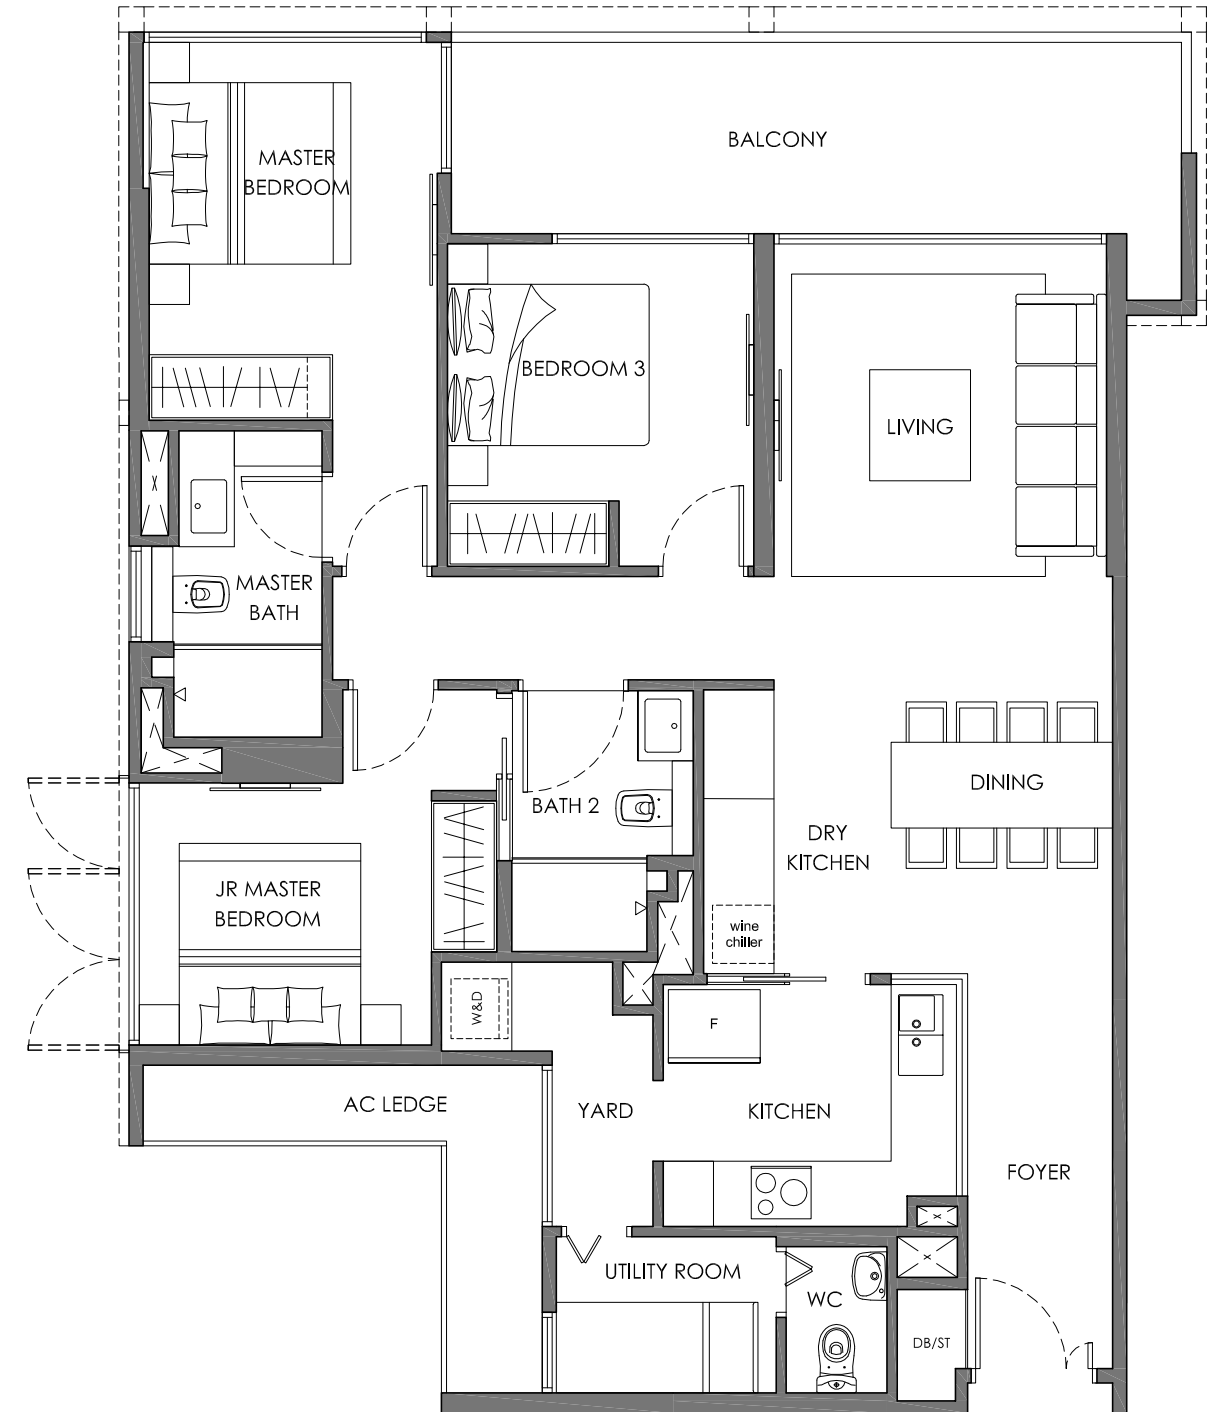 BALCONY
MASTER
BEDROOM
BEDROOM 3
LIVING
MASTER
BATH
DINING
BATH 2
DRY
KITCHEN
JR MASTER
BEDROOM
wine
chiller
W&D
F
AC LEDGE
YARD
KITCHEN
FOYER
UTILITY ROOM
WC
DB/ST